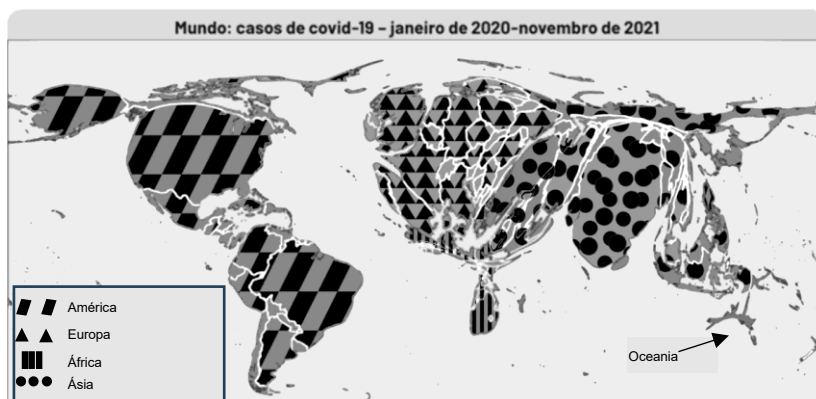 Mundo: casos de covid-19 – janeiro de 2020-novembro de 2021
América
Europa
África
Ásia
Oceania